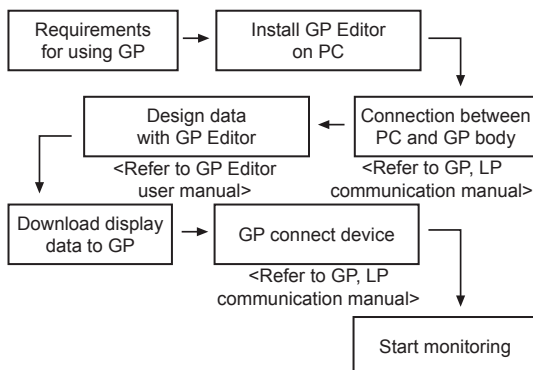 Requirements
for using GP
Install GP Editor
on PC
Connection between
PC and GP body
<Refer to GP, LP
communication manual>
Design data
with GP Editor
<Refer to GP Editor
user manual>
Download display
data to GP
GP connect device
<Refer to GP, LP
communication manual>
Start monitoring